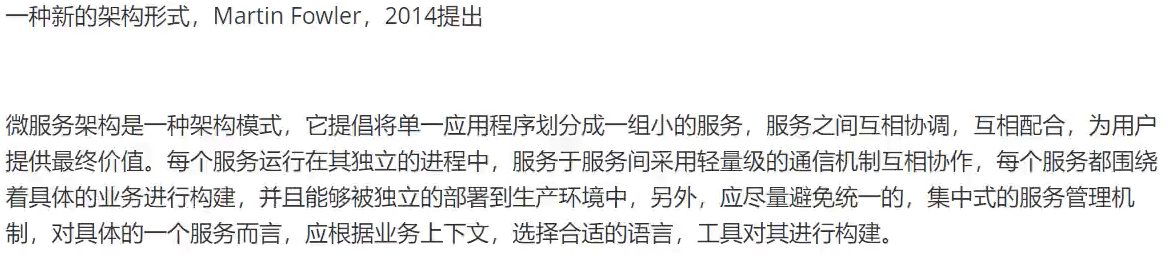 一种新的架构形式，Martin Fowler，2014提出
微服务架构是一种架构模式，它提倡将单一应用程序划分成一组小的服务，服务之间互相协调，互相配合，为用户
提供最终价值。每个服务运行在其独立的进程中，服务于服务间采用轻量级的通信机制互相协作，每个服务都围绕
着具体的业务进行构建，并且能够被独立的部署到生产环境中，另外，应尽量避免统一的，集中式的服务管理机
制，对具体的一个服务而言，应根据业务上下文，选择合适的语言，工具对其进行构建。